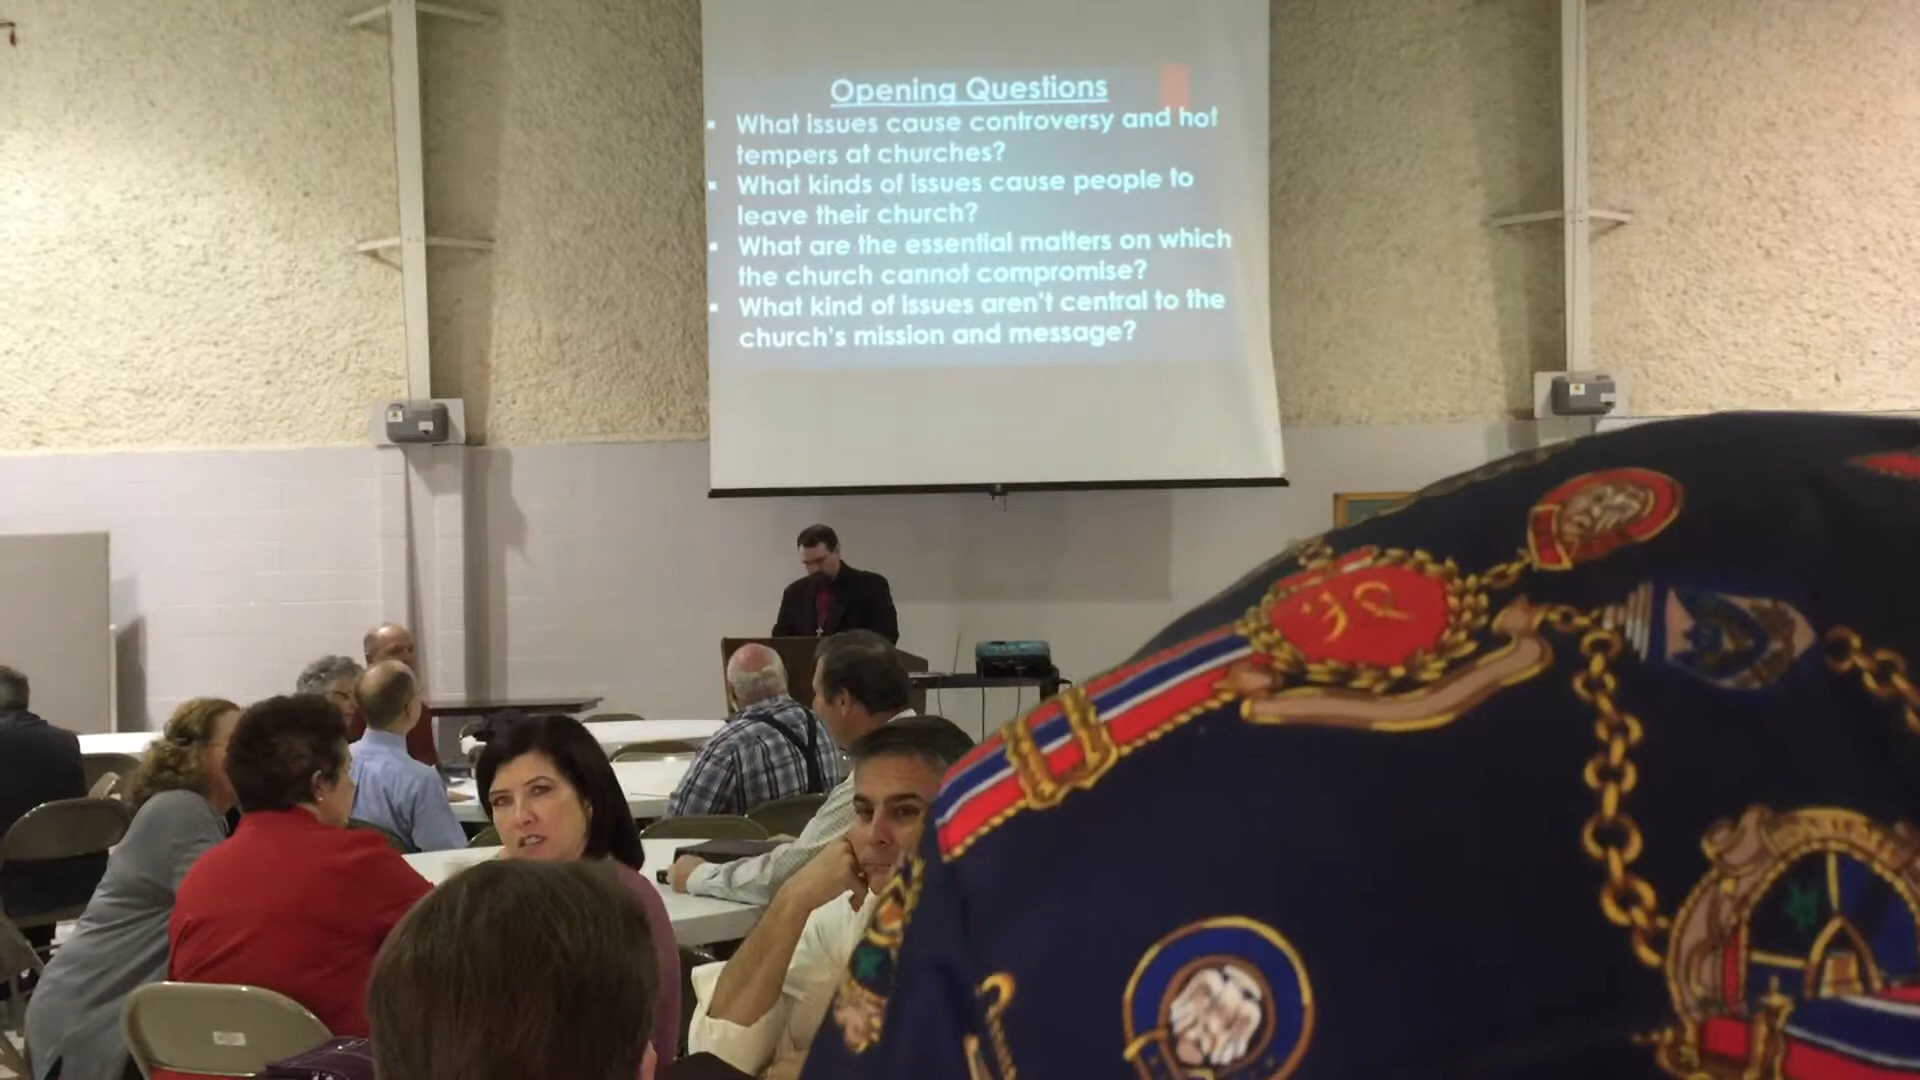 Opening Questions
▪ What issues cause controversy and hot
tempers at churches?
▪ What kinds of issues cause people to
leave their church?
▪ What are the essential matters on which
the church cannot compromise?
▪ What kind of issues aren't central to the
church's mission and message?